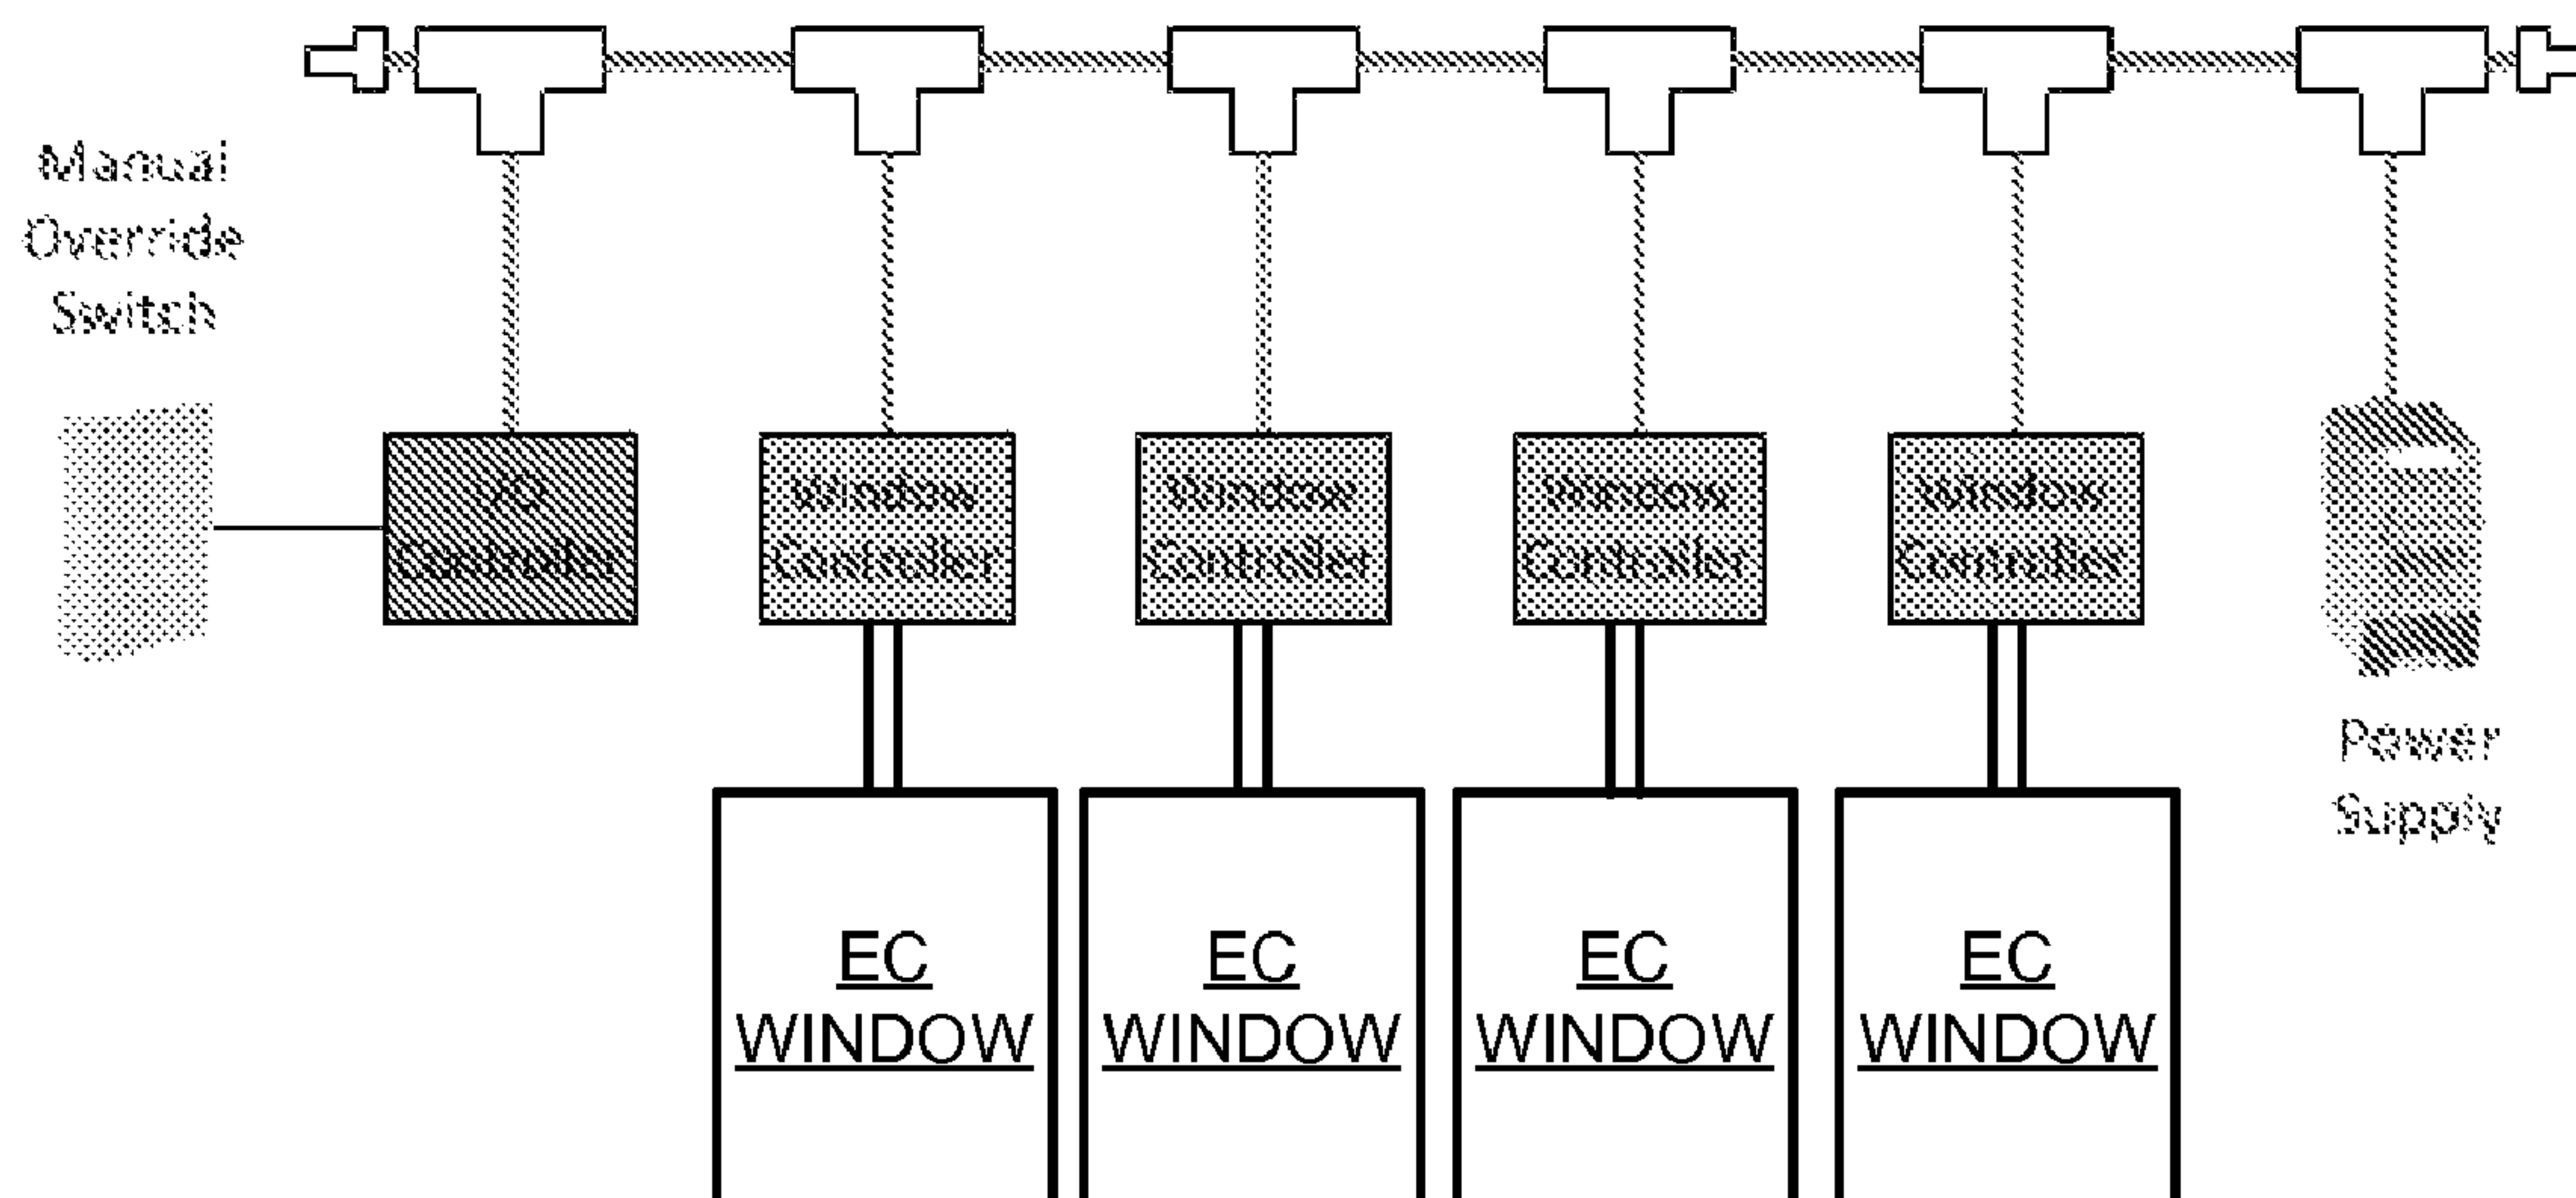 Manual
Override
Switch
I/O
Controller
Window
Controller
Window
Controller
Window
Controller
Window
Controller
Power
Supply
EC
WINDOW
EC
WINDOW
EC
WINDOW
EC
WINDOW